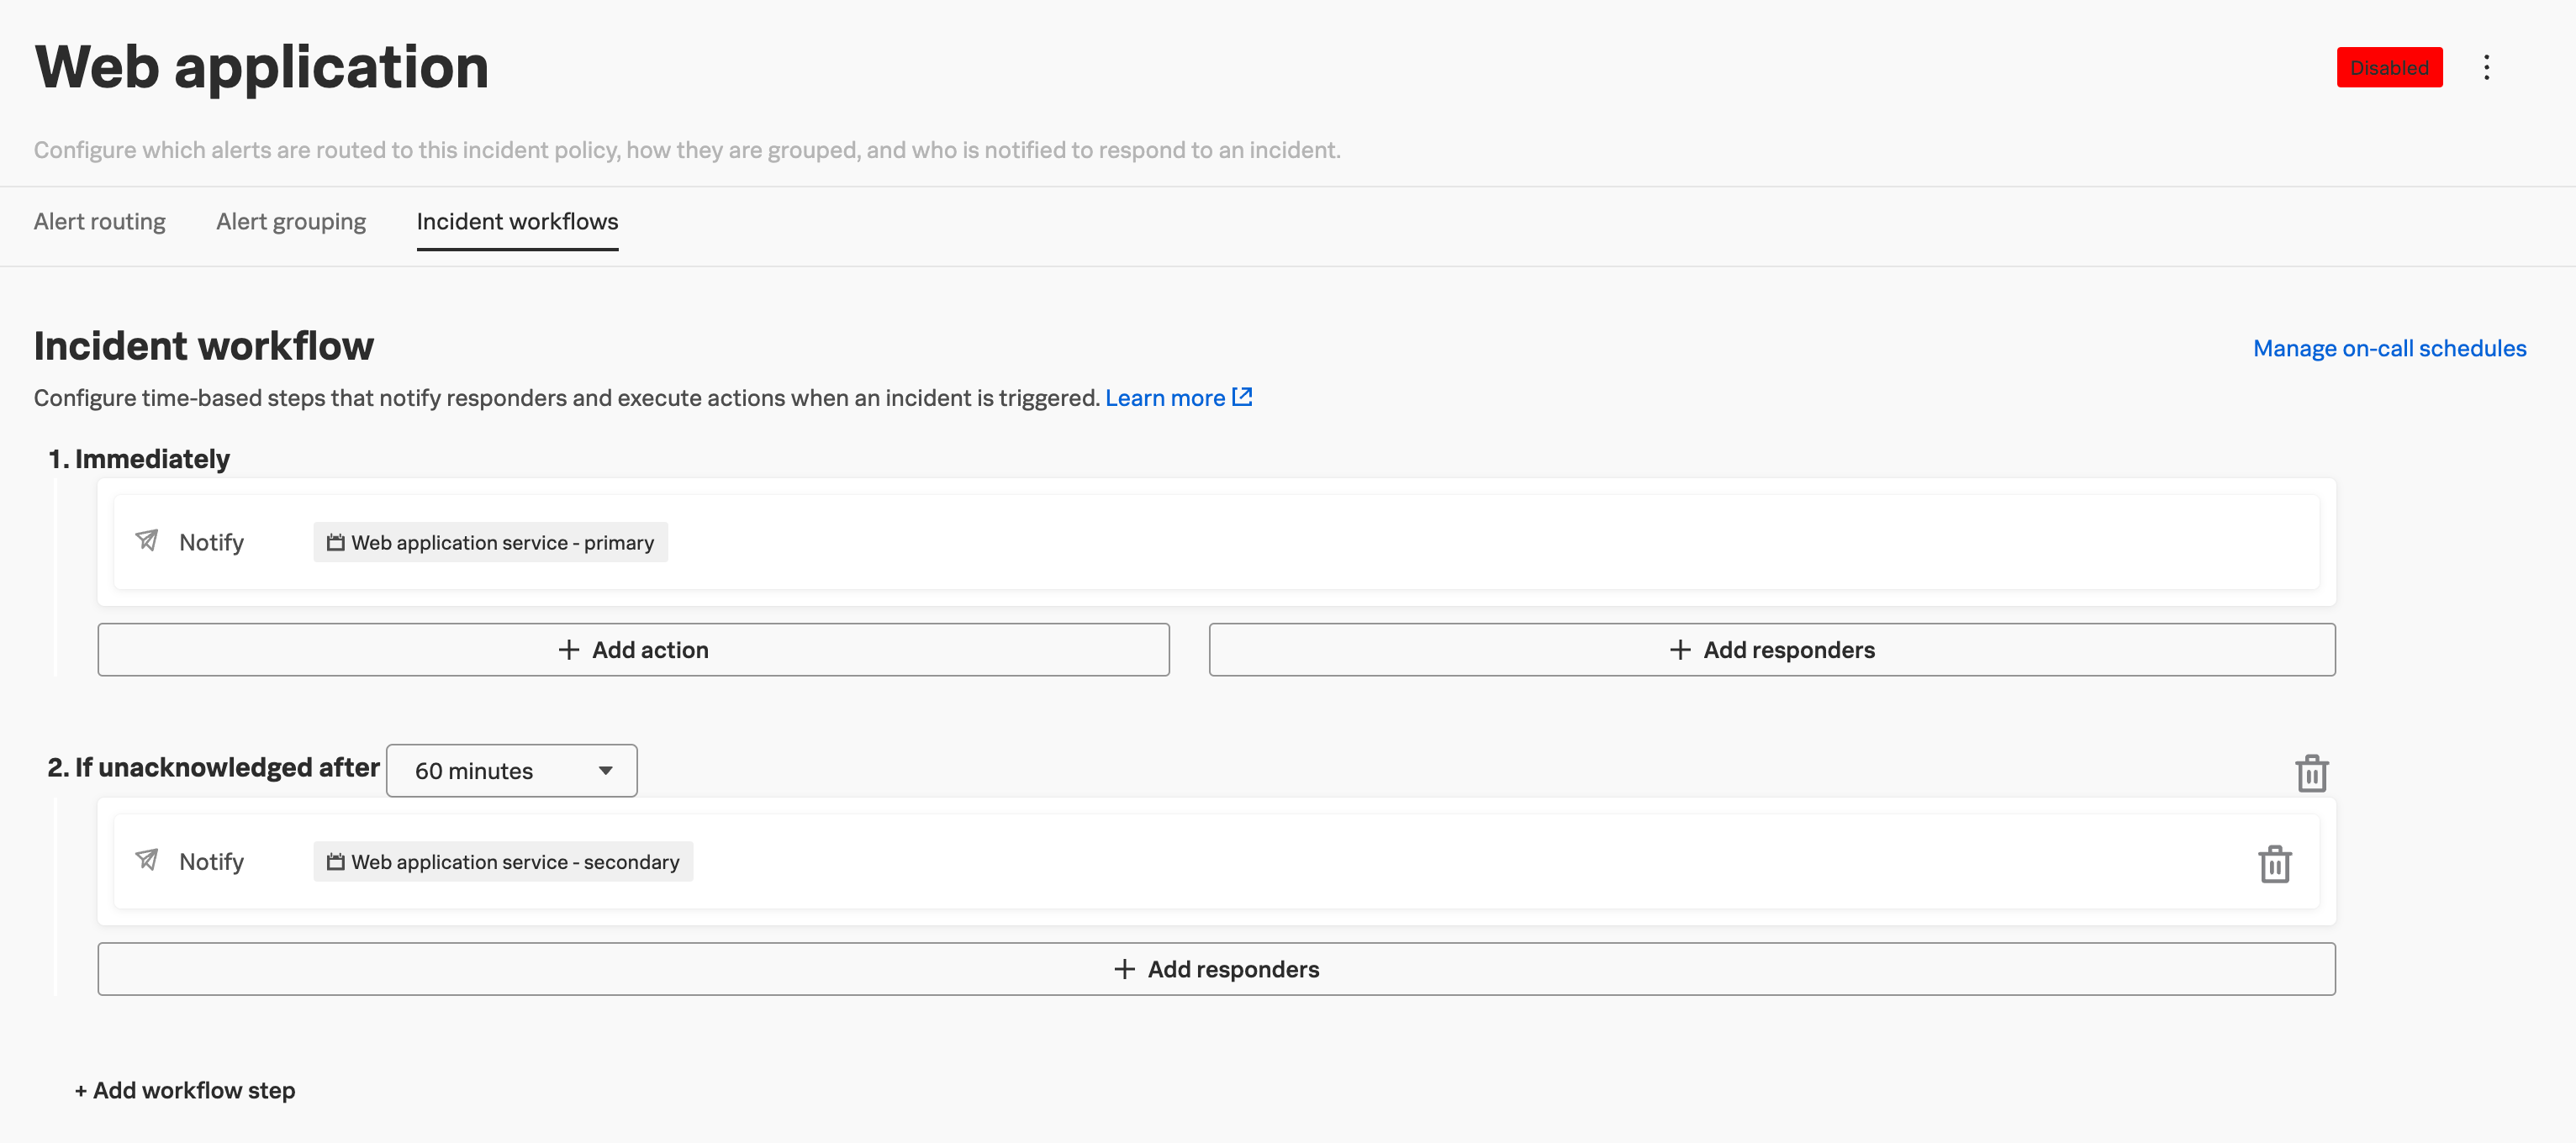 Web application
Disabled
Configure which alerts are routed to this incident policy, how they are grouped, and who is notified to respond to an incident.
Alert routing Alert grouping Incident workflows
Incident workflow
Manage on-call schedules
Configure time-based steps that notify responders and execute actions when an incident is triggered. Learn more
1. Immediately
Notify Web application service - primary
+ Add action
+ Add responders
2. If unacknowledged after 60 minutes
Notify Web application service - secondary
+ Add responders
+ Add workflow step